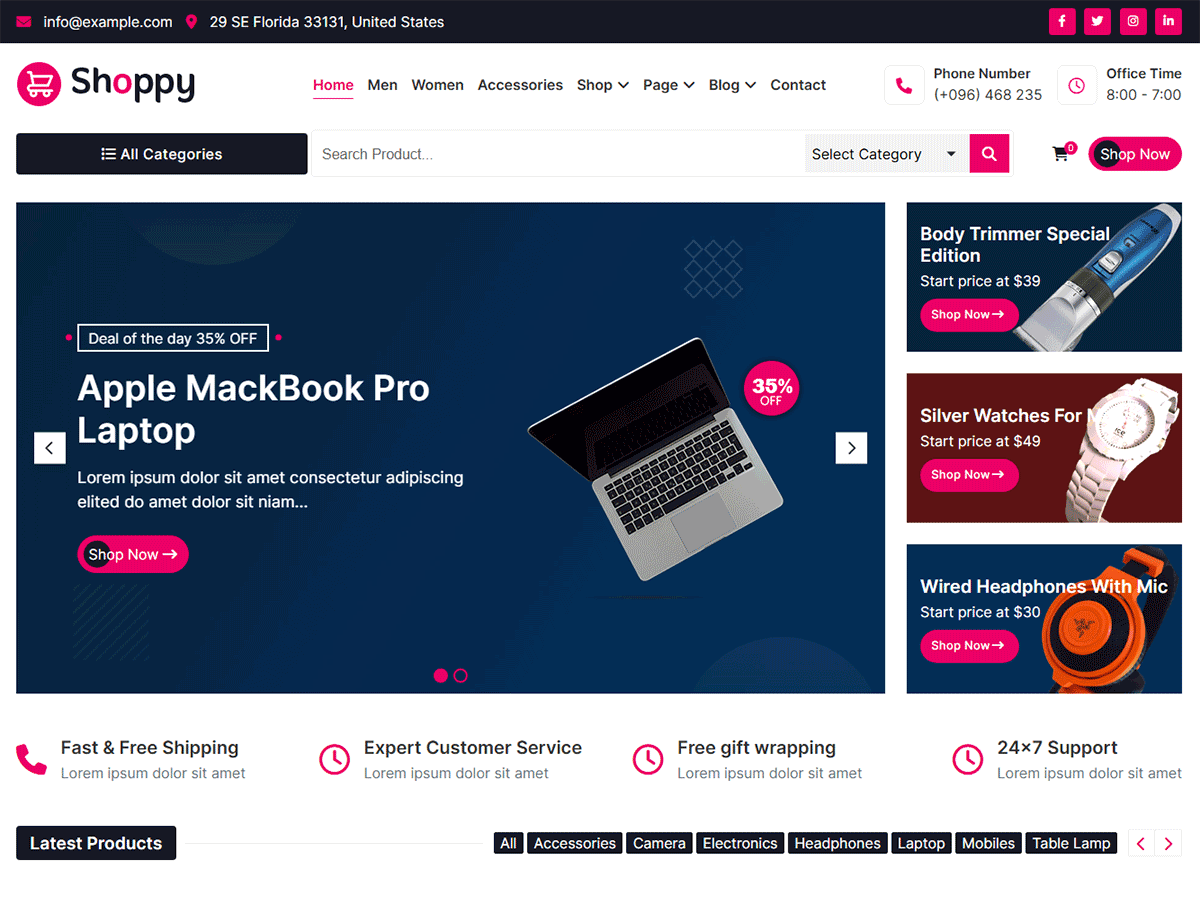 info@example.com 29 SE Florida 33131, United States
Shoppy
Home Men Women Accessories Shop Page Blog Contact
Phone Number
(+096) 468 235
Office Time
8:00 - 7:00
All Categories
Search Product...
Select Category
0
Shop Now
Deal of the day 35% OFF
Apple MackBook Pro
Laptop
Lorem ipsum dolor sit amet consectetur adipiscing
elited do amet dolor sit niam...
Shop Now
35%
OFF
Body Trimmer Special
Edition
Start price at $39
Shop Now
Silver Watches For
Start price at $49
Shop Now
Wired Headphones With Mic
Start price at $30
Shop Now
Fast & Free Shipping
Lorem ipsum dolor sit amet
Expert Customer Service
Lorem ipsum dolor sit amet
Free gift wrapping
Lorem ipsum dolor sit amet
24×7 Support
Lorem ipsum dolor sit amet
Latest Products
All Accessories Camera Electronics Headphones Laptop Mobiles Table Lamp